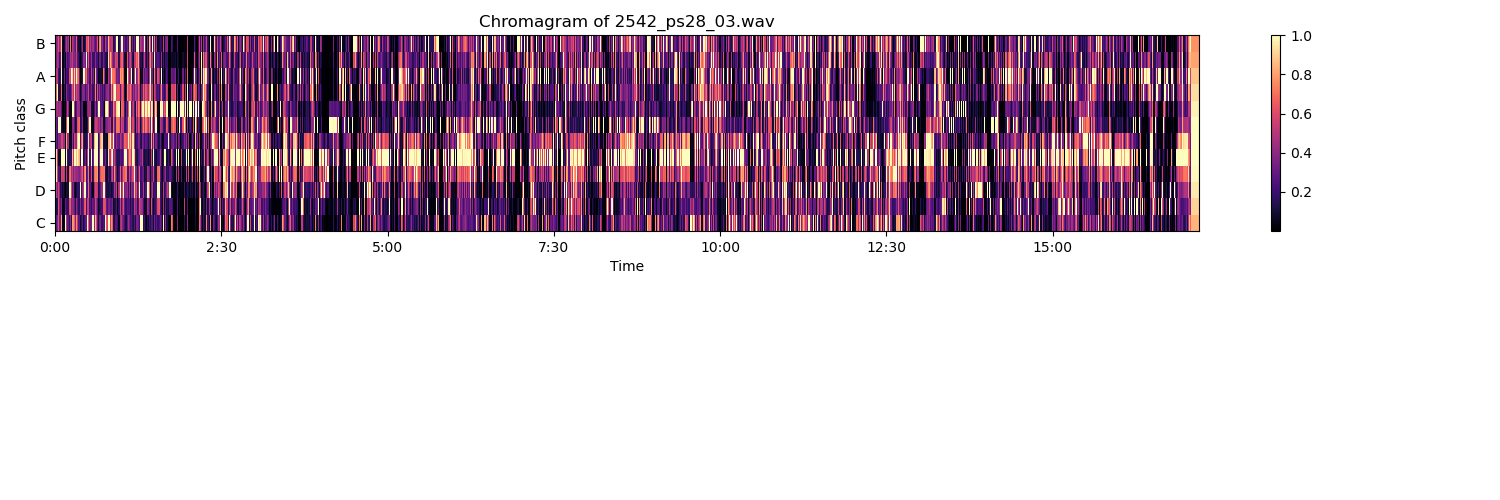 Chromagram of 2542_ps28_03.wav
B
A
G
F
E
D
C
Pitch class
0:00 2:30 5:00 7:30 10:00 12:30 15:00
Time
1.0
0.8
0.6
0.4
0.2